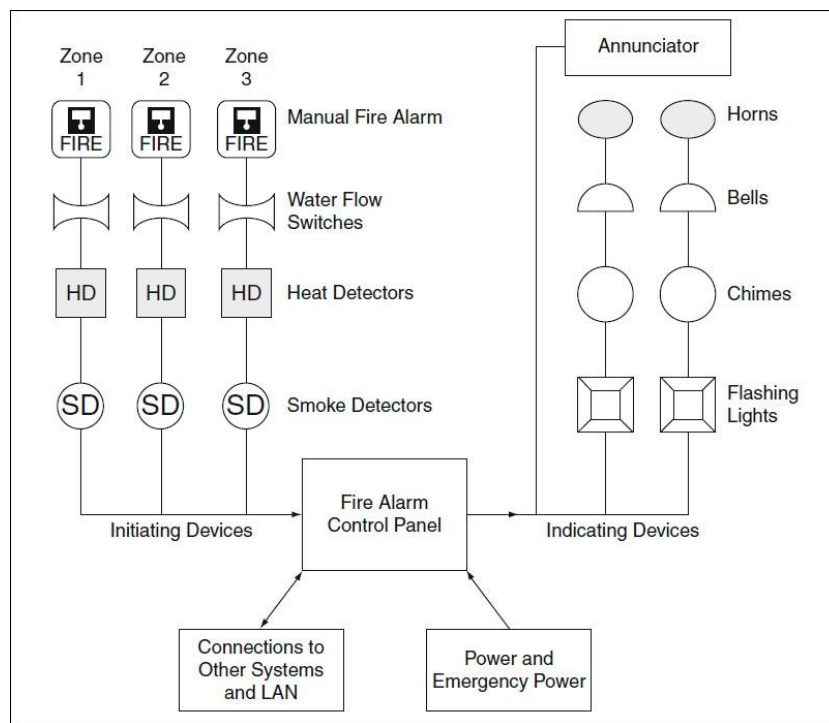 Zone
1
Zone
2
Zone
3
Annunciator
FIRE
FIRE
FIRE
Manual Fire Alarm
Horns
Water Flow
Switches
Bells
HD
HD
HD
Heat Detectors
Chimes
SD
SD
SD
Smoke Detectors
Flashing
Lights
Initiating Devices
Fire Alarm
Control Panel
Indicating Devices
Connections to
Other Systems
and LAN
Power and
Emergency Power